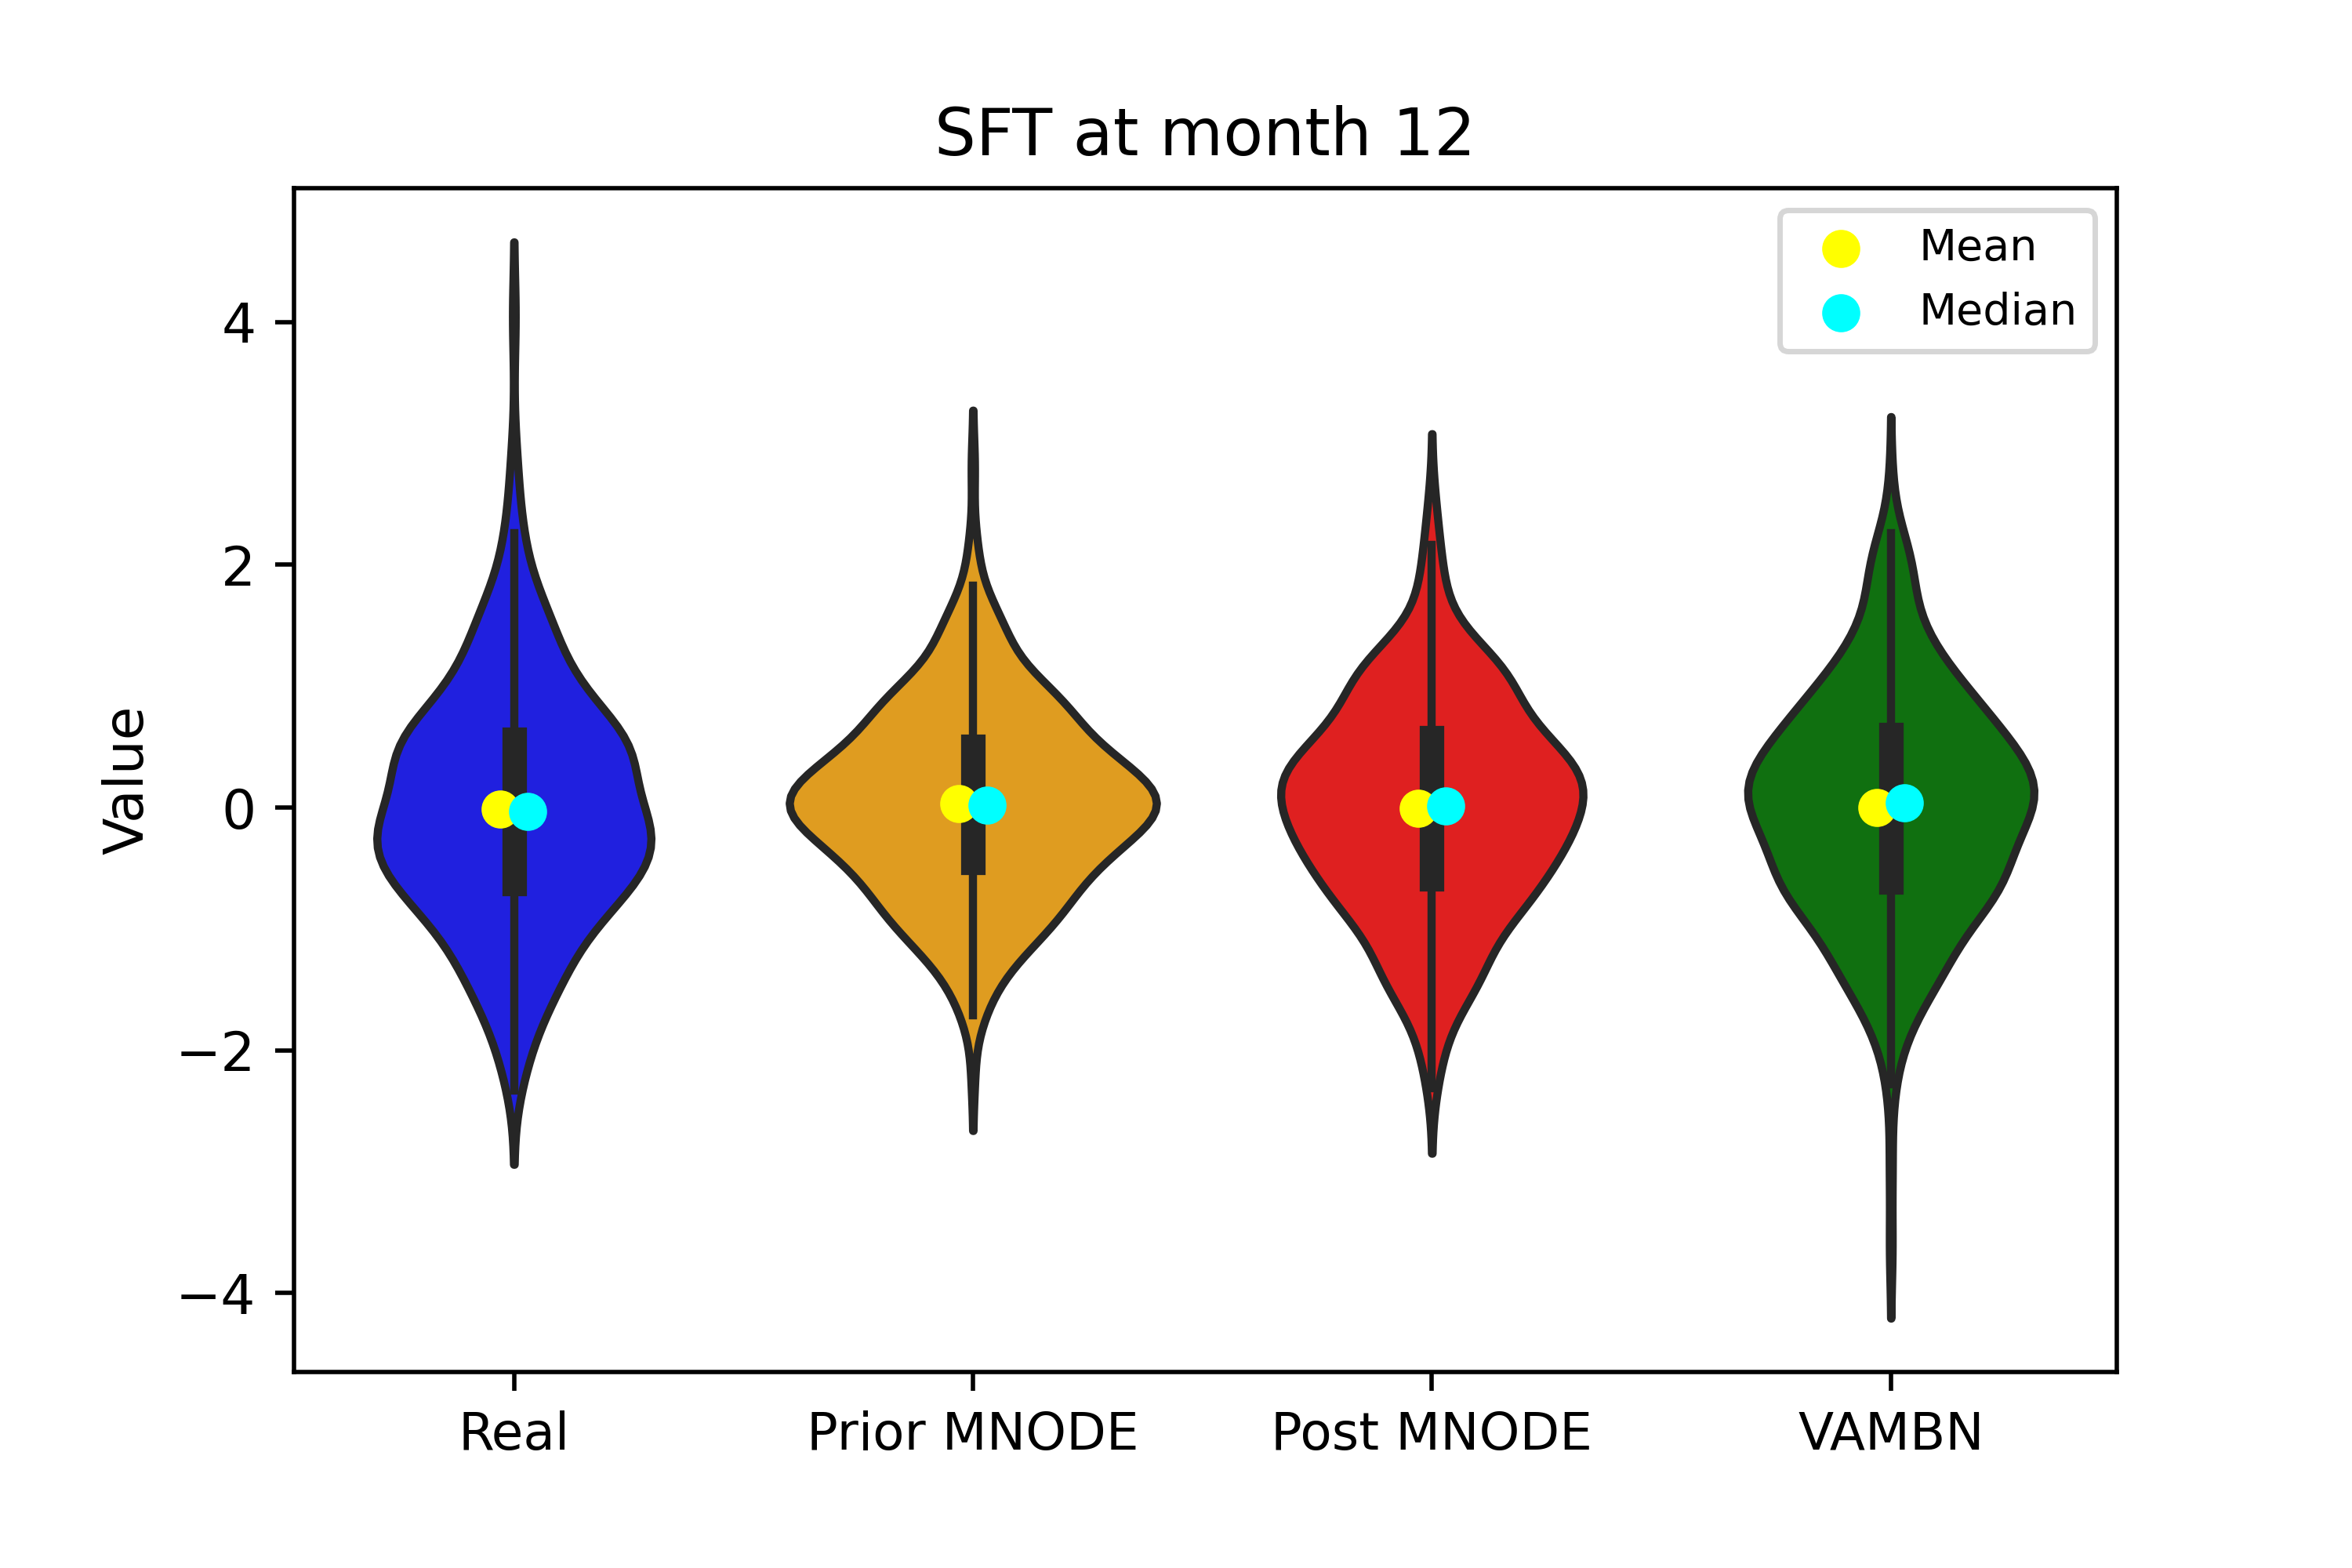 SFT at month 12
Mean
Median
Value
4
2
0
−2
−4
Real
Prior MNODE
Post MNODE
VAMBN